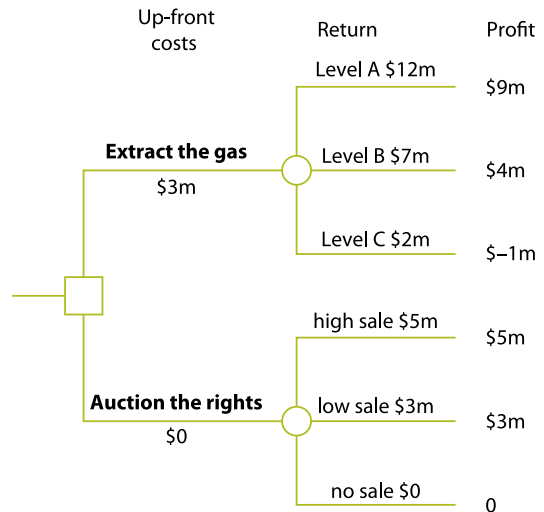 Up-front
costs
Return
Profit
Level A $12m
$9m
Extract the gas
$3m
Level B $7m
$4m
Level C $2m
$–1m
high sale $5m
$5m
Auction the rights
$0
low sale $3m
$3m
no sale $0
0